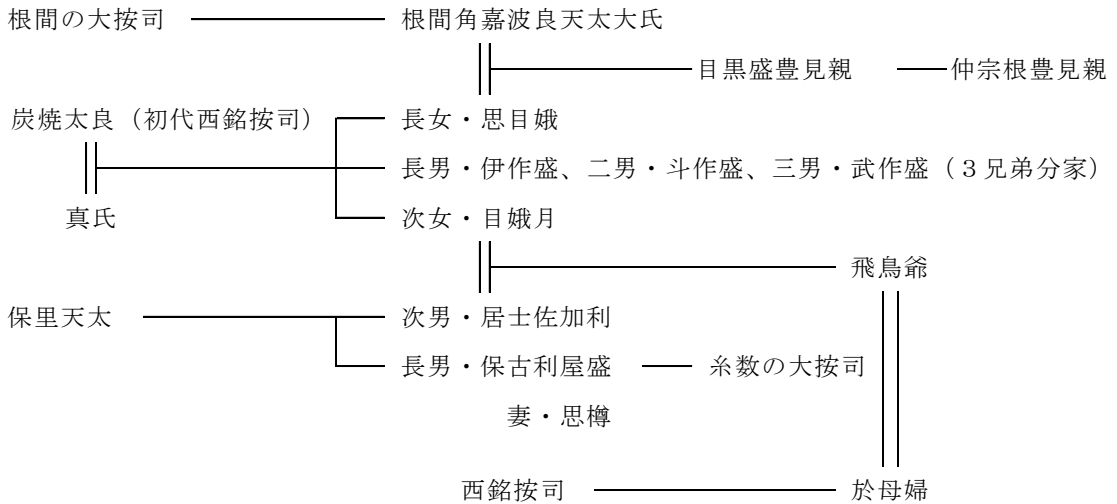 根間の大按司 根間角嘉波良天太大氏
目黒盛豊見親 仲宗根豊見親
炭焼太良（初代西銘按司） 長女・思目娥
長男・伊作盛、二男・斗作盛、三男・武作盛（３兄弟分家）
真氏 次女・目娥月
飛鳥爺
保里天太 次男・居士佐加利
長男・保古利屋盛 糸数の大按司
妻・思樽
西銘按司 於母婦